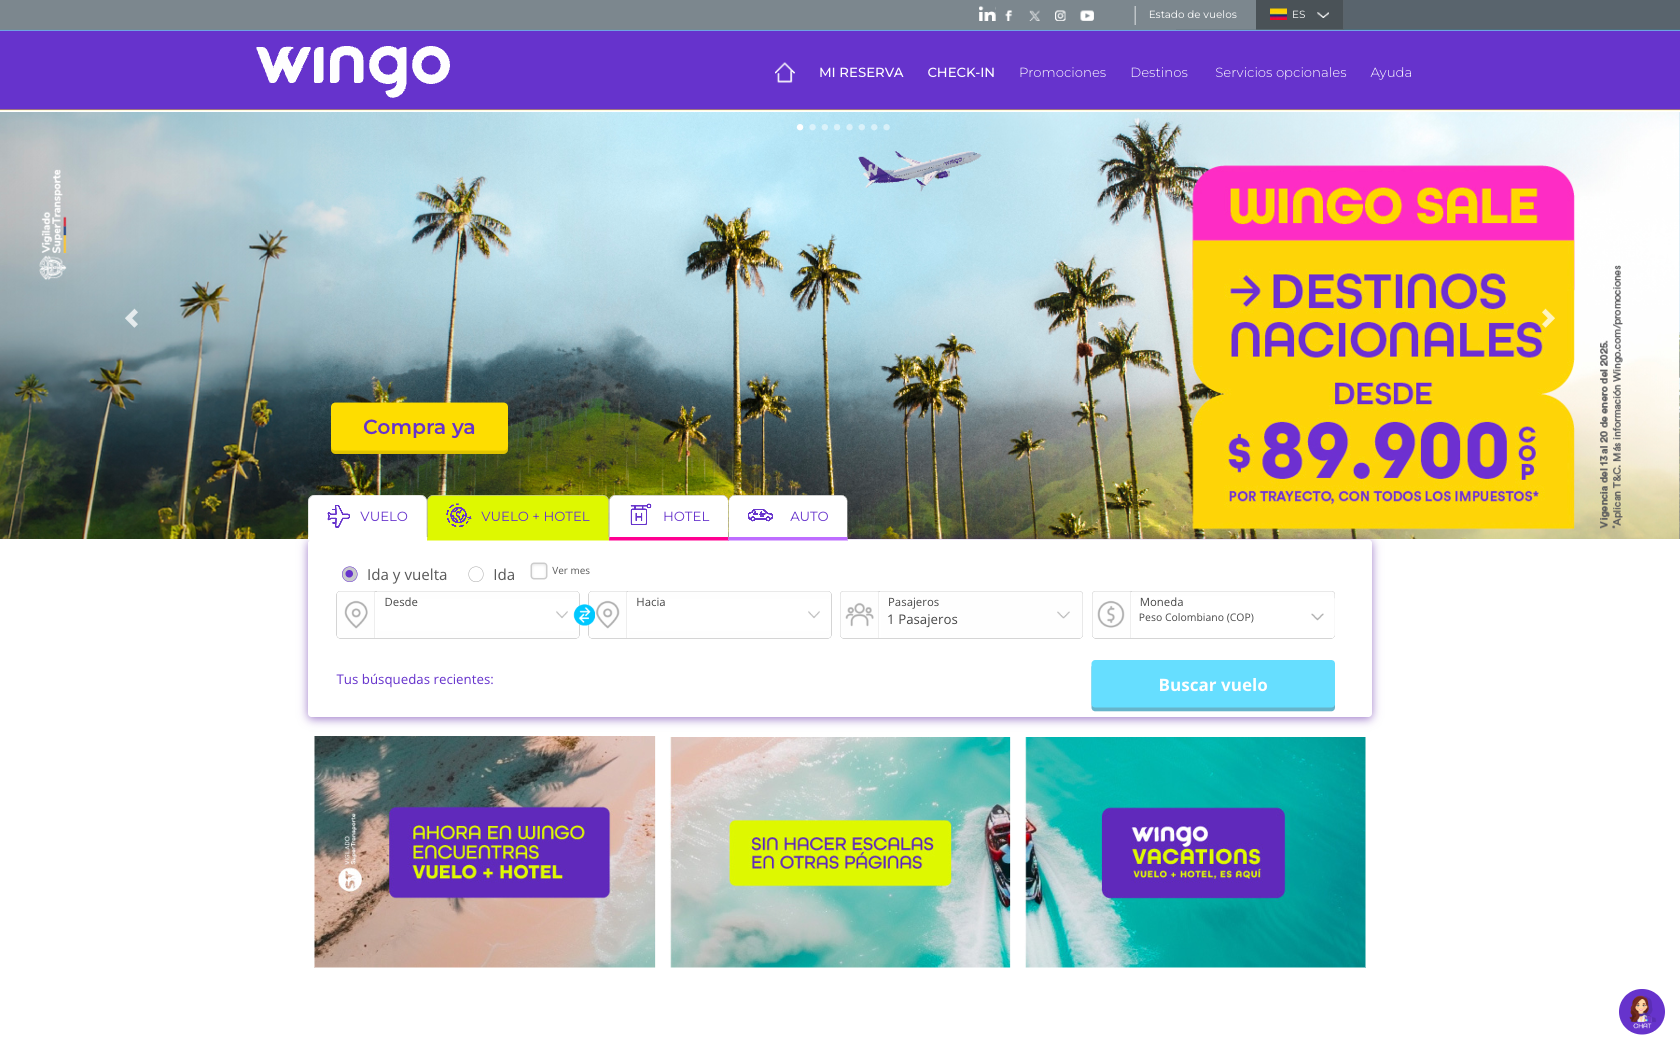 Estado de vuelos
ES
wingo
MI RESERVA
CHECK-IN
Promociones
Destinos
Servicios opcionales
Ayuda
Vigilado
SuperTransporte
wingo
WINGO SALE
→ DESTINOS
NACIONALES
DESDE
$ 89.900 COP
POR TRAYECTO, CON TODOS LOS IMPUESTOS*
Vigencia del 13 al 20 de enero del 2025.
*Aplican T&C. Más información Wingo.com/promociones
Compra ya
VUELO
VUELO + HOTEL
HOTEL
AUTO
Ida y vuelta
Ida
Ver mes
Desde
Hacia
Pasajeros
1 Pasajeros
Moneda
Peso Colombiano (COP)
Tus búsquedas recientes:
Buscar vuelo
VIGILADO
SuperTransporte
AHORA EN WINGO
ENCUENTRAS
VUELO + HOTEL
SIN HACER ESCALAS
EN OTRAS PÁGINAS
wingo
VACATIONS
VUELO + HOTEL, ES AQUÍ
CHAT